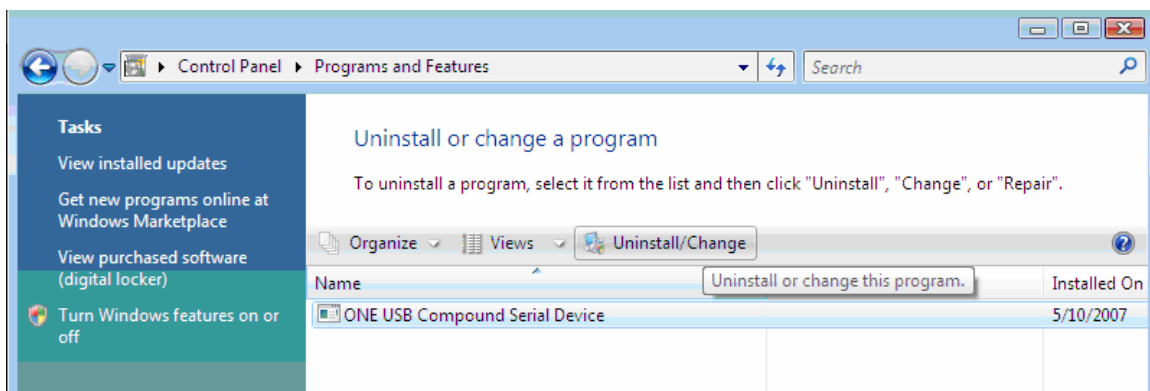 Control Panel
Programs and Features
Search
Tasks
View installed updates
Get new programs online at
Windows Marketplace
View purchased software
(digital locker)
Turn Windows features on or
off
Uninstall or change a program
To uninstall a program, select it from the list and then click "Uninstall", "Change", or "Repair".
Organize Views Uninstall/Change
Uninstall or change this program.
Name Installed On
ONE USB Compound Serial Device 5/10/2007